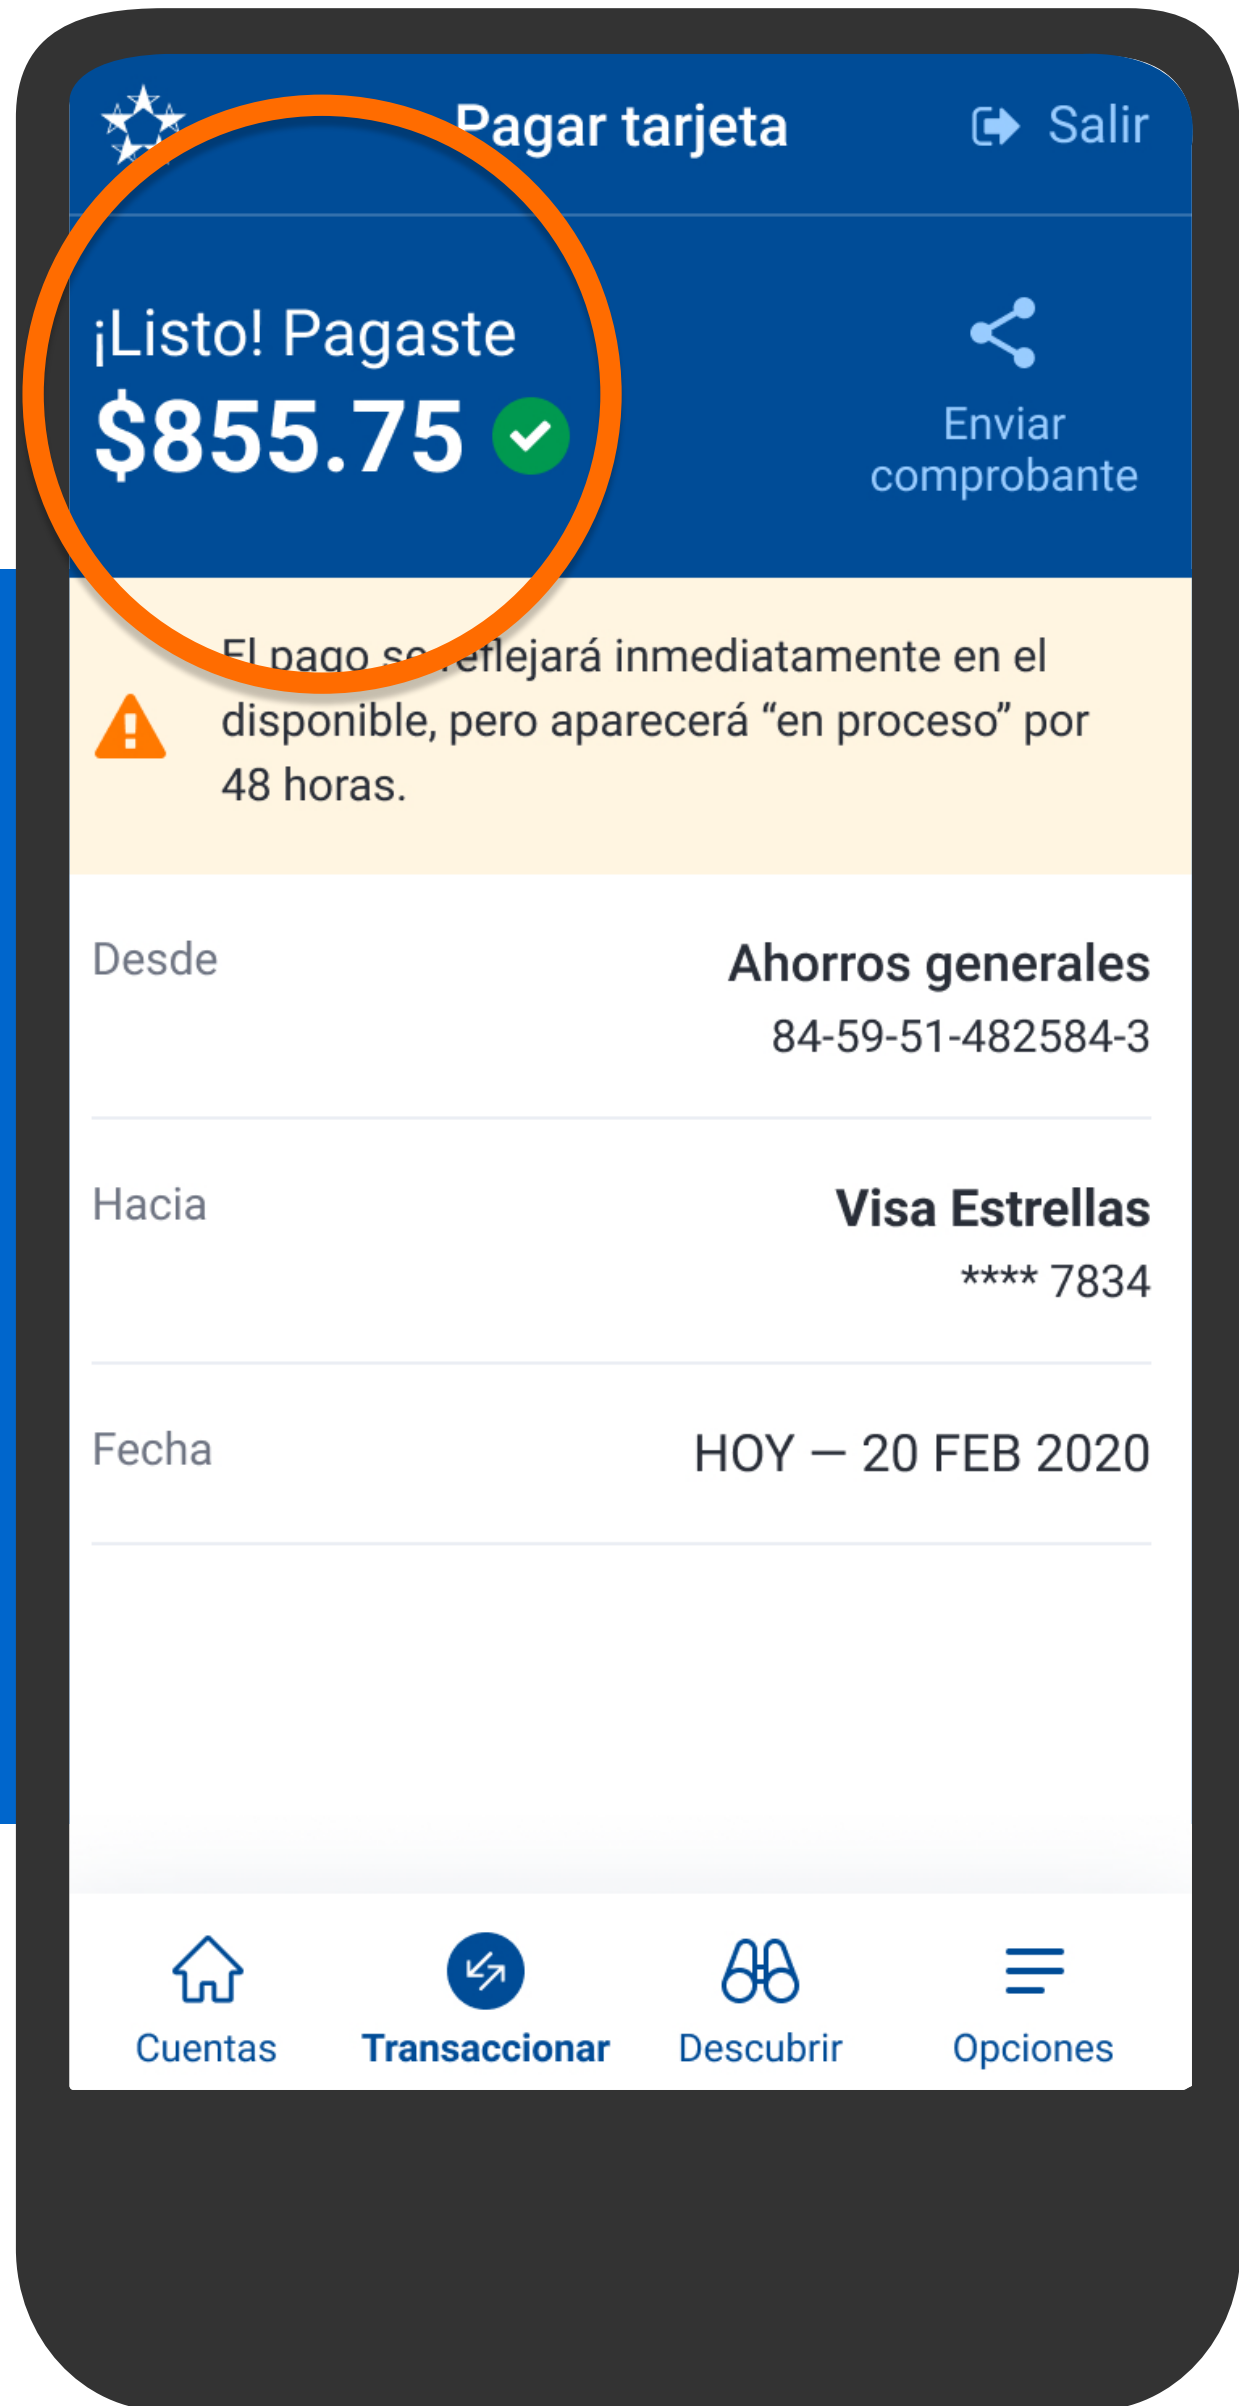 Pagar tarjeta
Salir
¡Listo! Pagaste
$855.75
Enviar
comprobante
El pago se reflejará inmediatamente en el
disponible, pero aparecerá “en proceso” por
48 horas.
Desde
Ahorros generales
84-59-51-482584-3
Hacia
Visa Estrellas
**** 7834
Fecha
HOY — 20 FEB 2020
Cuentas
Transaccionar
Descubrir
Opciones